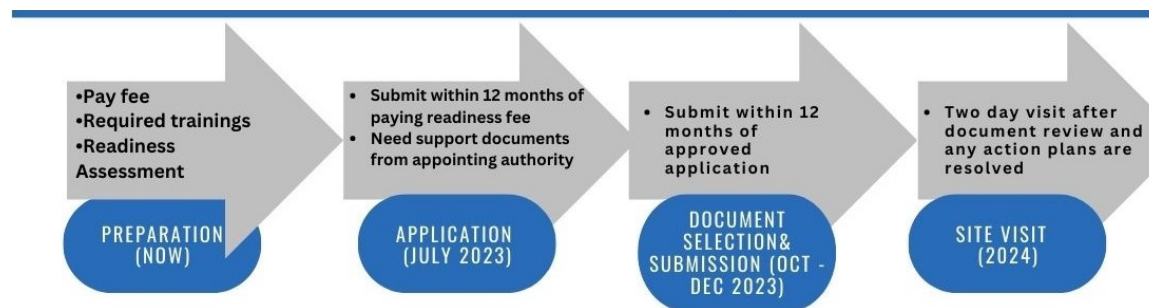 •Pay fee
•Required trainings
•Readiness
Assessment
PREPARATION
(NOW)
• Submit within 12 months of
paying readiness fee
• Need support documents
from appointing authority
APPLICATION
(JULY 2023)
• Submit within 12
months of
approved
application
DOCUMENT
SELECTION&
SUBMISSION (OCT -
DEC 2023)
• Two day visit after
document review and
any action plans are
resolved
SITE VISIT
(2024)